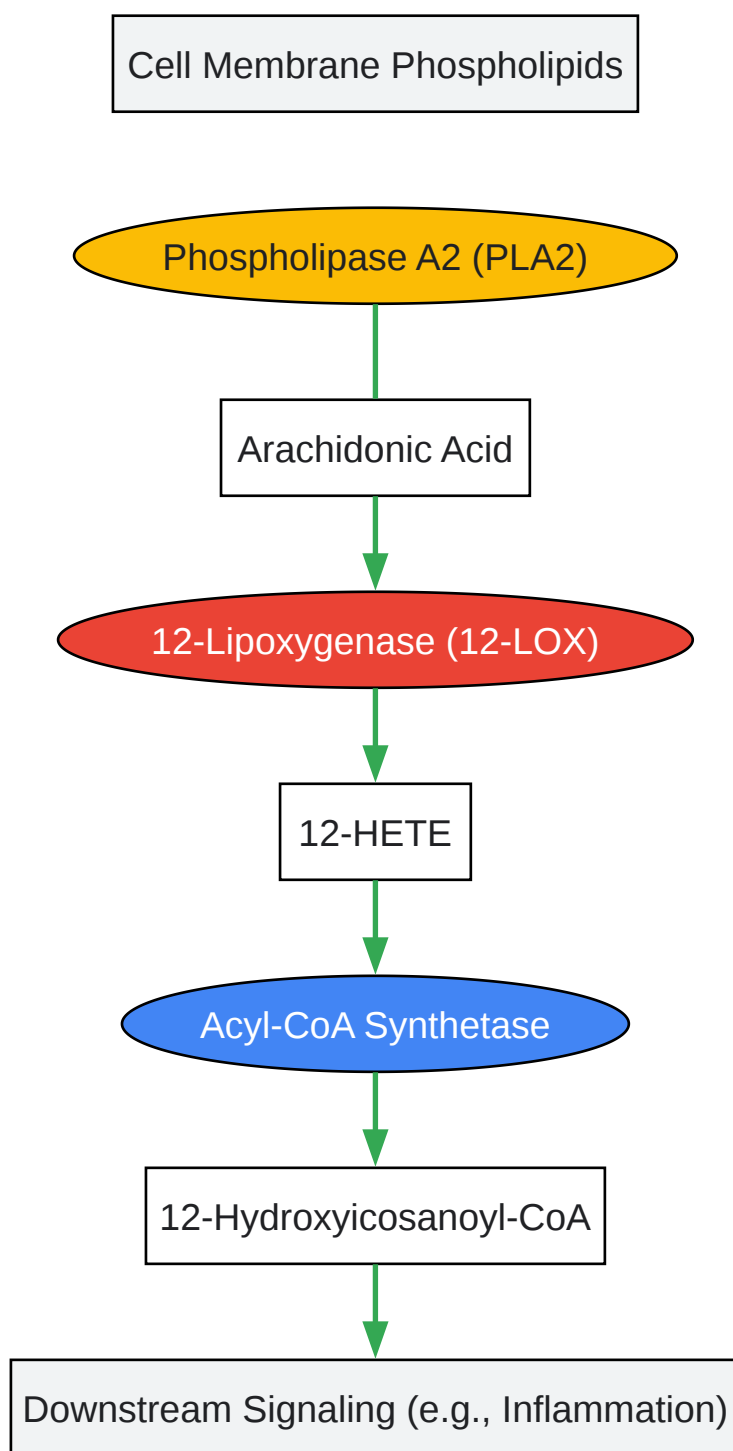 Cell Membrane Phospholipids
Phospholipase A2 (PLA2)
Arachidonic Acid
12-Lipoxygenase (12-LOX)
12-HETE
Acyl-CoA Synthetase
12-Hydroxyicosanoyl-CoA
Downstream Signaling (e.g., Inflammation)